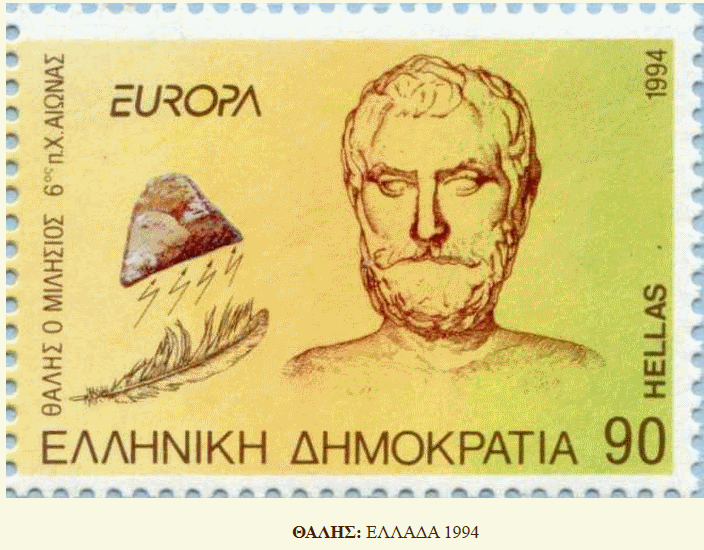 EUROPA
1994
ΘΑΛΗΣ Ο ΜΙΛΗΣΙΟΣ 6ος π.Χ. ΑΙΩΝΑΣ
HELLAS
ΕΛΛΗΝΙΚΗ ΔΗΜΟΚΡΑΤΙΑ 90
ΘΑΛΗΣ: ΕΛΛΑΔΑ 1994